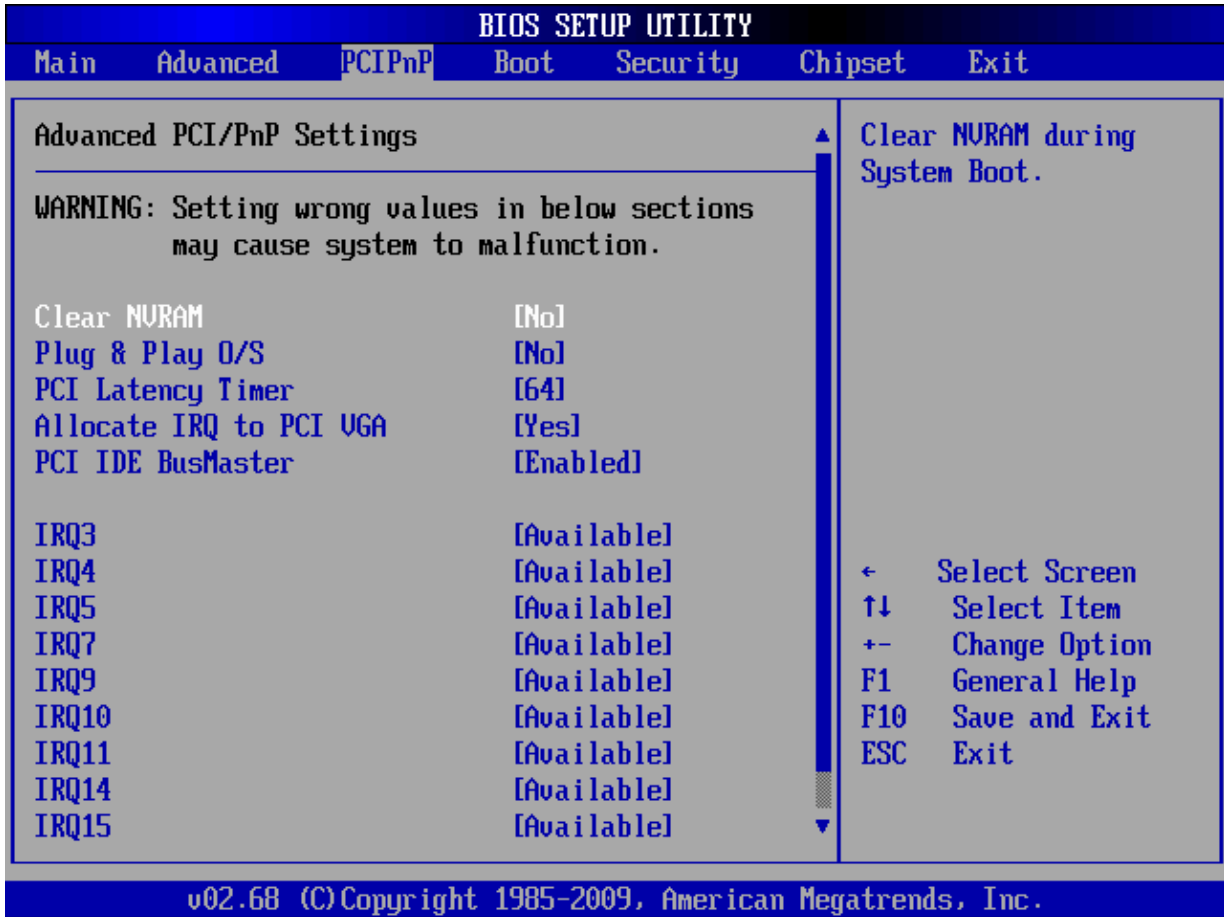 BIOS SETUP UTILITY
Main Advanced PCIPnP Boot Security Chipset Exit
Advanced PCI/PnP Settings
WARNING: Setting wrong values in below sections
may cause system to malfunction.
Clear NVRAM [No]
Plug & Play O/S [No]
PCI Latency Timer [64]
Allocate IRQ to PCI VGA [Yes]
PCI IDE BusMaster [Enabled]
IRQ3 [Available]
IRQ4 [Available]
IRQ5 [Available]
IRQ7 [Available]
IRQ9 [Available]
IRQ10 [Available]
IRQ11 [Available]
IRQ14 [Available]
IRQ15 [Available]
Clear NVRAM during
System Boot.
← Select Screen
↑↓ Select Item
+- Change Option
F1 General Help
F10 Save and Exit
ESC Exit
v02.68 (C)Copyright 1985-2009, American Megatrends, Inc.